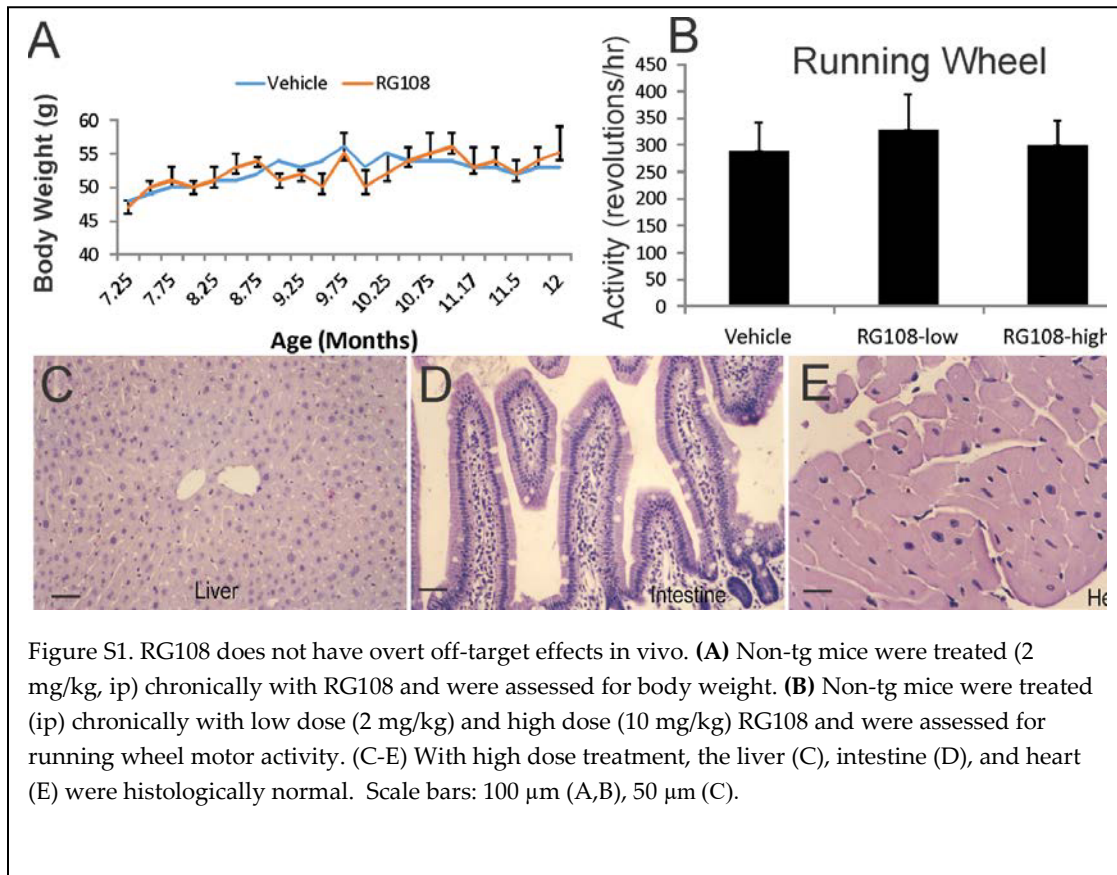 A
Vehicle RG108
Body Weight (g)
60
55
50
45
40
7.25
7.75
8.25
8.75
9.25
9.75
10.25
10.75
11.17
11.5
12
Age (Months)
B
Running Wheel
Activity (revolutions/hr)
450
400
350
300
250
200
150
100
50
0
Vehicle RG108-low RG108-high
C
Liver
D
Intestine
E
He
Figure S1. RG108 does not have overt off-target effects in vivo. (A) Non-tg mice were treated (2
mg/kg, ip) chronically with RG108 and were assessed for body weight. (B) Non-tg mice were treated
(ip) chronically with low dose (2 mg/kg) and high dose (10 mg/kg) RG108 and were assessed for
running wheel motor activity. (C-E) With high dose treatment, the liver (C), intestine (D), and heart
(E) were histologically normal. Scale bars: 100 µm (A,B), 50 µm (C).